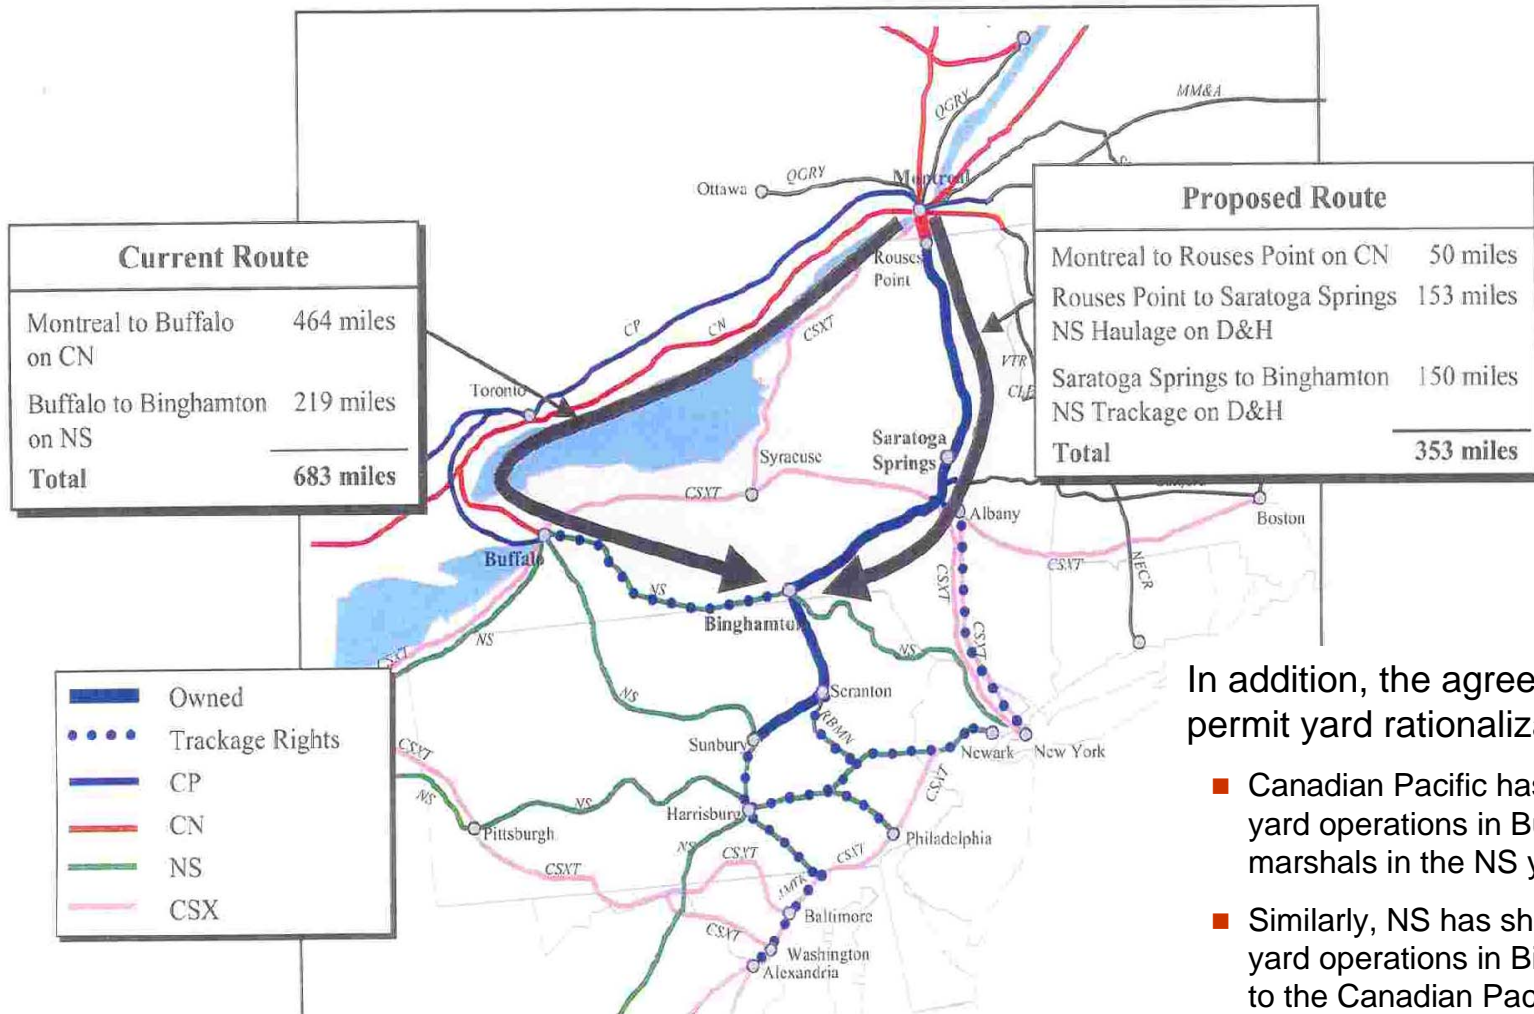 Current Route
Montreal to Buffalo 464 miles
on CN
Buffalo to Binghamton 219 miles
on NS
Total 683 miles
Proposed Route
Montreal to Rouses Point on CN 50 miles
Rouses Point to Saratoga Springs 153 miles
NS Haulage on D&H
Saratoga Springs to Binghamton 150 miles
NS Trackage on D&H
Total 353 miles
QGRY
MM&A
Ottawa
QGRY
Montreal
Rouses
Point
CP
CN
CSXT
VTR
Toronto
Saratoga
Springs
Syracuse
CSXT
Albany
Boston
Buffalo
CSXT
NECR
NS
CSXT
Binghamton
CSXT
NS
NS
CSXT
NS
Scranton
RBMN
Sunbury
Newark
New York
CSXT
NS
NS
CSXT
Harrisburg
Pittsburgh
Philadelphia
NS
CSXT
CSXT
CSXT
AMTK
Baltimore
CSXT
Washington
Alexandria
Owned
Trackage Rights
CP
CN
NS
CSX
In addition, the agree
permit yard rationaliza
Canadian Pacific has
yard operations in Bu
marshals in the NS y
Similarly, NS has sh
yard operations in Bi
to the Canadian Pac